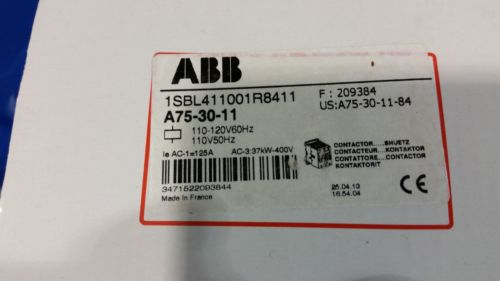 ABB
1SBL411001R8411
A75-30-11
F : 209384
US:A75-30-11-84
110-120V60Hz
110V50Hz
Ie AC-1=125A AC-3:37kW-400V
CONTACTOR.....SHUETZ
CONTACTEUR...KONTAKTOR
CONTATTORE...CONTACTOR
KONTAKTORIT
3471522093844
Made in France
25.04.10
16.54.04
CE